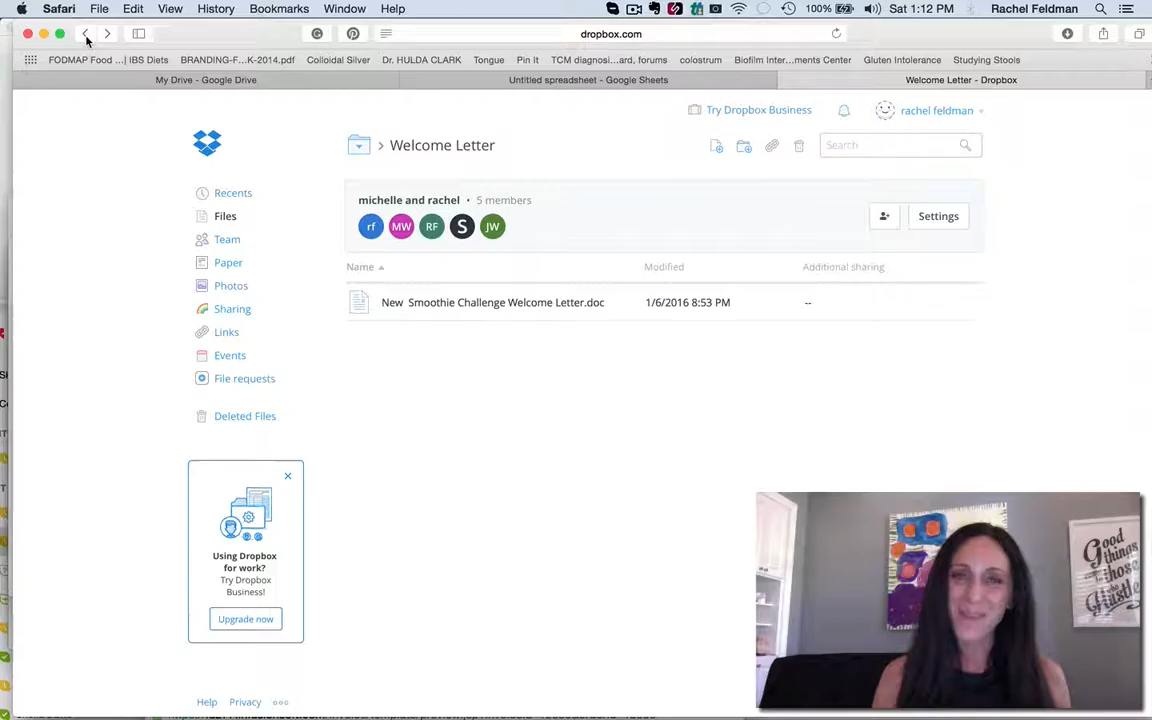 Safari File Edit View History Bookmarks Window Help 100% Sat 1:12 PM Rachel Feldman
dropbox.com
FODMAP Food ...| IBS Diets BRANDING-F...K-2014.pdf Colloidal Silver Dr. HULDA CLARK Tongue Pin It TCM diagnosi...ard, forums colostrum Biofilm Inter...ments Center Gluten Intolerance Studying Stools
My Drive - Google Drive Untitled spreadsheet - Google Sheets Welcome Letter - Dropbox
Try Dropbox Business rachel feldman
> Welcome Letter Search
Recents
Files
Team
Paper
Photos
Sharing
Links
Events
File requests
Deleted Files
michelle and rachel • 5 members
rf MW RF S JW Settings
Name Modified Additional sharing
New Smoothie Challenge Welcome Letter.doc 1/6/2016 8:53 PM --
Using Dropbox
for work?
Try Dropbox
Business!
Upgrade now
Help Privacy
Good
things
those
Hustle